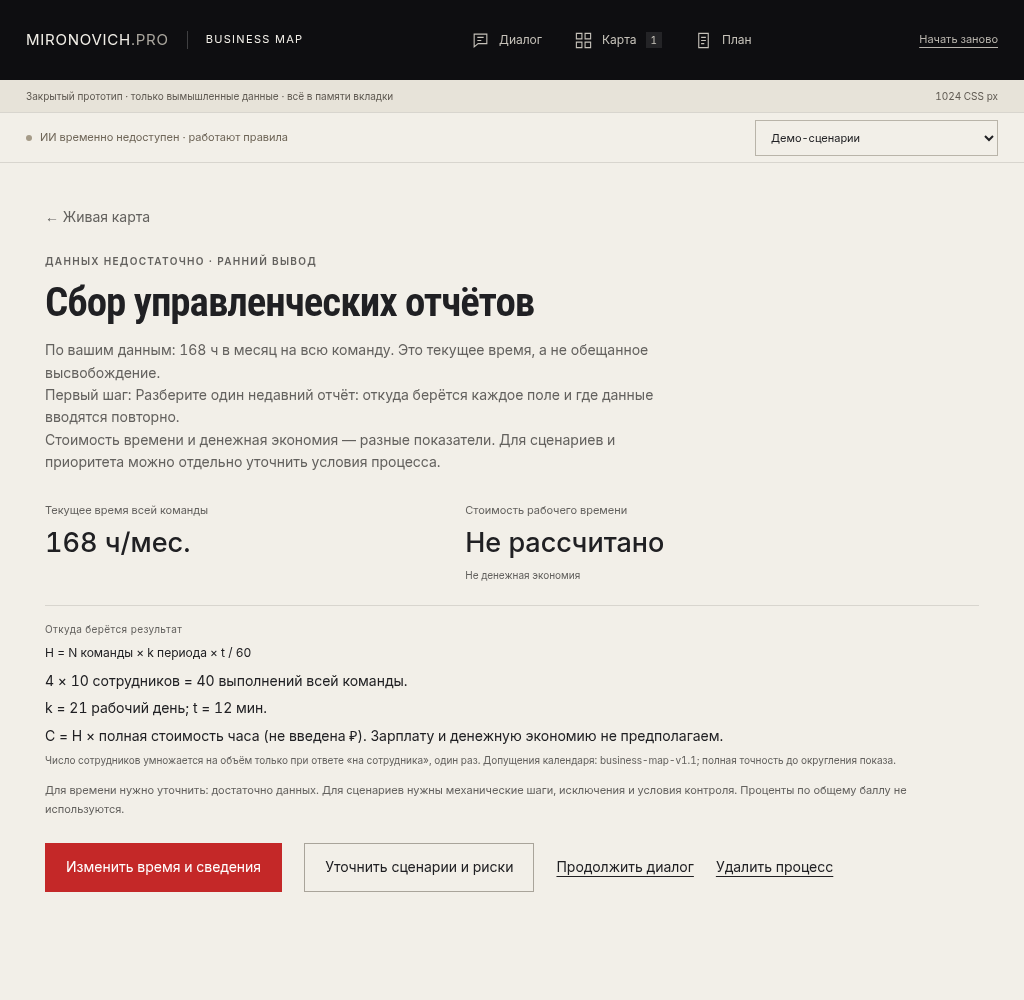 MIRONOVICH.PRO
BUSINESS MAP
Диалог
Карта 1
План
Начать заново
Закрытый прототип · только вымышленные данные · всё в памяти вкладки
1024 CSS px
ИИ временно недоступен · работают правила
Демо-сценарии
← Живая карта
ДАННЫХ НЕДОСТАТОЧНО · РАННИЙ ВЫВОД
Сбор управленческих отчётов
По вашим данным: 168 ч в месяц на всю команду. Это текущее время, а не обещанное
высвобождение.
Первый шаг: Разберите один недавний отчёт: откуда берётся каждое поле и где данные
вводятся повторно.
Стоимость времени и денежная экономия — разные показатели. Для сценариев и
приоритета можно отдельно уточнить условия процесса.
Текущее время всей команды
168 ч/мес.
Стоимость рабочего времени
Не рассчитано
Не денежная экономия
Откуда берётся результат
H = N команды × k периода × t / 60
4 × 10 сотрудников = 40 выполнений всей команды.
k = 21 рабочий день; t = 12 мин.
C = H × полная стоимость часа (не введена ₽). Зарплату и денежную экономию не предполагаем.
Число сотрудников умножается на объём только при ответе «на сотрудника», один раз. Допущения календаря: business-map-v1.1; полная точность до округления показа.
Для времени нужно уточнить: достаточно данных. Для сценариев нужны механические шаги, исключения и условия контроля. Проценты по общему баллу не
используются.
Изменить время и сведения
Уточнить сценарии и риски
Продолжить диалог
Удалить процесс